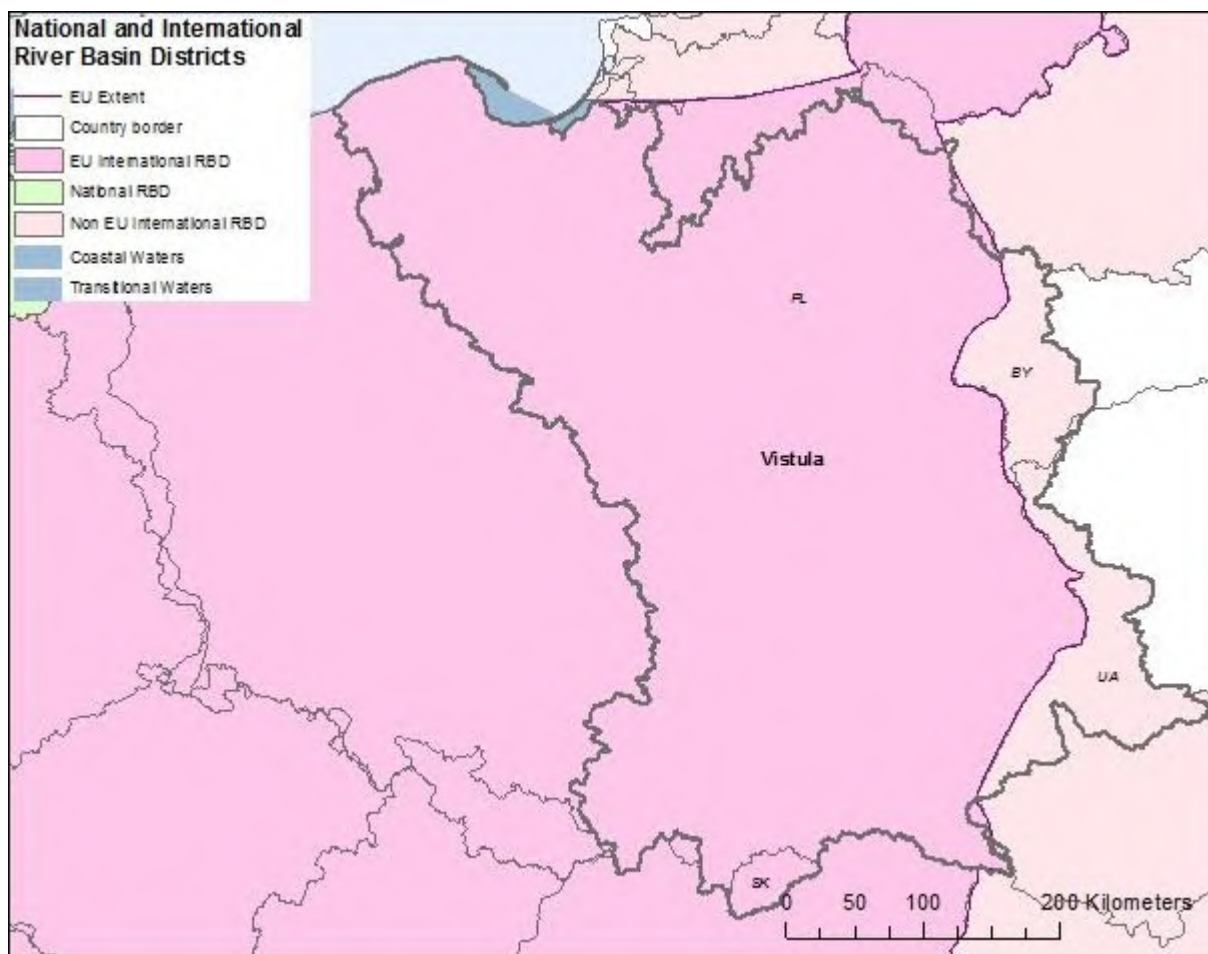 National and International
River Basin Districts
EU Extent
Country border
EU International RBD
National RBD
Non EU International RBD
Coastal Waters
Transitional Waters
PL
BY
Vistula
UA
SK
0 50 100 200 Kilometers